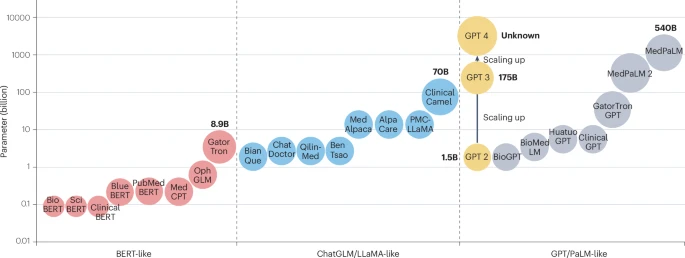 Parameter (billion)
10000
1000
100
10
1
0.1
0.01
Bio
BERT
Sci
BERT
Clinical
BERT
Blue
BERT
PubMed
BERT
Med
CPT
Oph
GLM
8.9B
Gator
Tron
Bian
Que
Chat
Doctor
Qilin-
Med
Ben
Tsao
Med
Alpaca
Alpa
Care
PMC-
LLaMA
70B
Clinical
Camel
GPT 4
Unknown
Scaling up
GPT 3
175B
Scaling up
1.5B
GPT 2
BioGPT
BioMed
LM
Huatuo
GPT
Clinical
GPT
GatorTron
GPT
MedPaLM 2
540B
MedPaLM
BERT-like
ChatGLM/LLaMA-like
GPT/PaLM-like